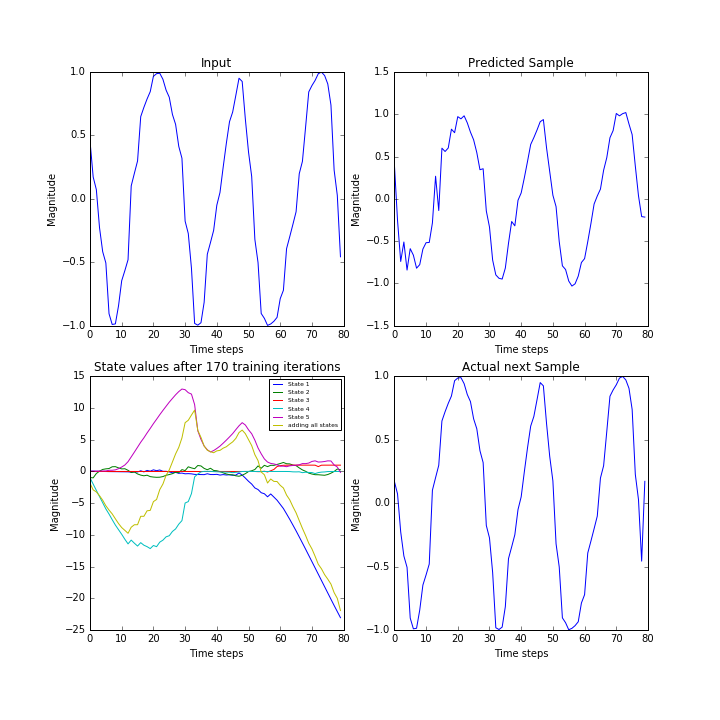 Input
1.0
0.5
0.0
−0.5
−1.0
Magnitude
0 10 20 30 40 50 60 70 80
Time steps
Predicted Sample
1.5
1.0
0.5
0.0
−0.5
−1.0
−1.5
Magnitude
0 10 20 30 40 50 60 70 80
Time steps
State values after 170 training iterations
15
10
5
0
−5
−10
−15
−20
−25
Magnitude
0 10 20 30 40 50 60 70 80
Time steps
State 1
State 2
State 3
State 4
State 5
adding all states
Actual next Sample
1.0
0.5
0.0
−0.5
−1.0
Magnitude
0 10 20 30 40 50 60 70 80
Time steps